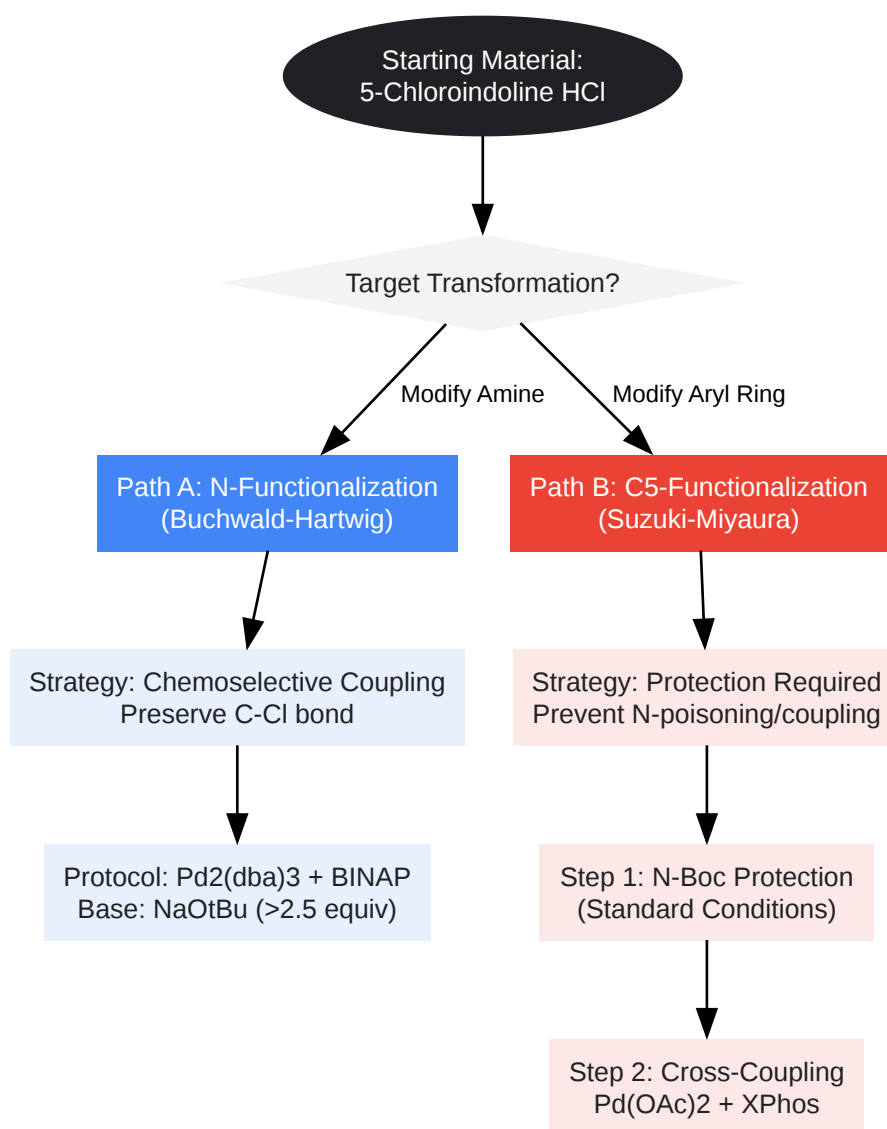 Starting Material:
5-Chloroindoline HCl
Target Transformation?
Modify Amine
Modify Aryl Ring
Path A: N-Functionalization
(Buchwald-Hartwig)
Path B: C5-Functionalization
(Suzuki-Miyaura)
Strategy: Chemoselective Coupling
Preserve C-Cl bond
Strategy: Protection Required
Prevent N-poisoning/coupling
Protocol: Pd2(dba)3 + BINAP
Base: NaOtBu (>2.5 equiv)
Step 1: N-Boc Protection
(Standard Conditions)
Step 2: Cross-Coupling
Pd(OAc)2 + XPhos